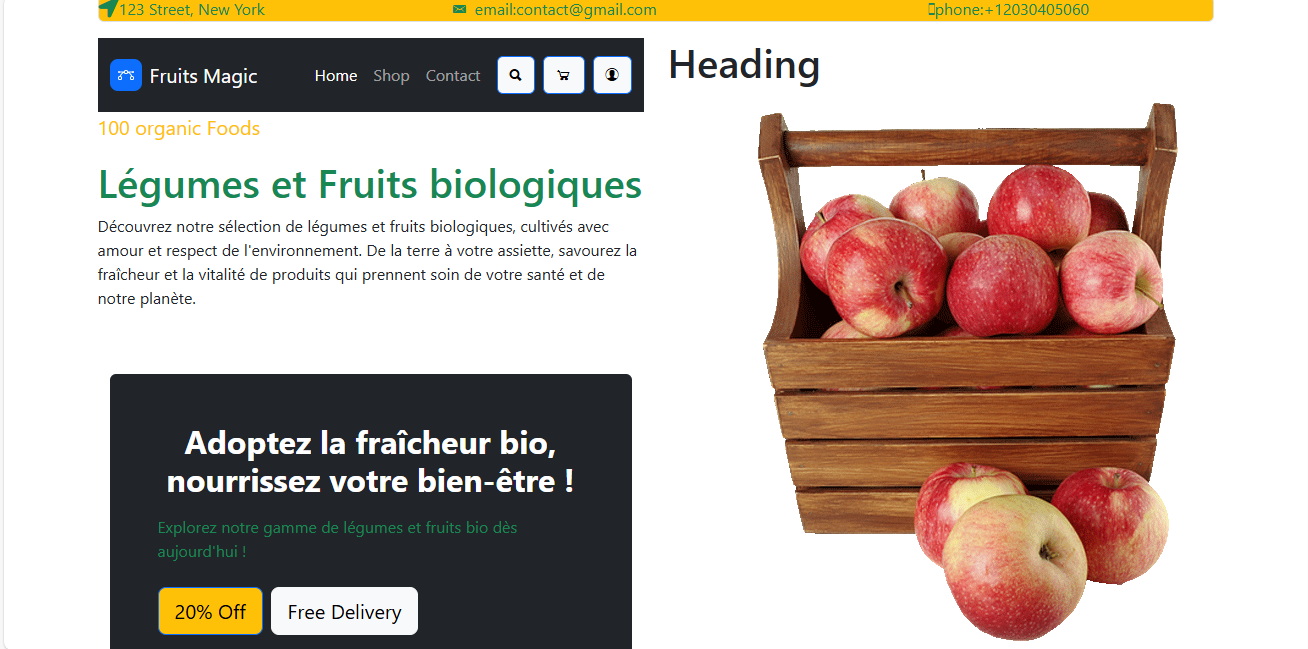 123 Street, New York email:contact@gmail.com phone:+12030405060
Fruits Magic Home Shop Contact
Heading
100 organic Foods
Légumes et Fruits biologiques
Découvrez notre sélection de légumes et fruits biologiques, cultivés avec
amour et respect de l'environnement. De la terre à votre assiette, savourez la
fraîcheur et la vitalité de produits qui prennent soin de votre santé et de
notre planète.
Adoptez la fraîcheur bio,
nourrissez votre bien-être !
Explorez notre gamme de légumes et fruits bio dès
aujourd'hui !
20% Off Free Delivery